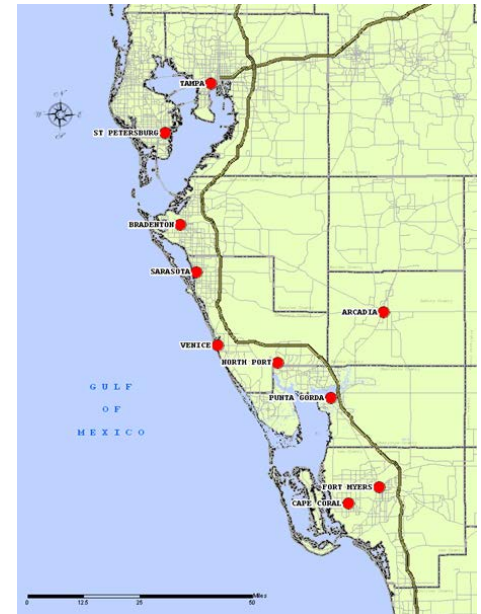 TAMPA
N
W
E
S
ST PETERSBURG
BRADENTON
SARASOTA
ARCADIA
VENICE
NORTH PORT
PUNTA GORDA
GULF
OF
MEXICO
FORT MYERS
CAPE CORAL
Miles
0 12.5 25 50